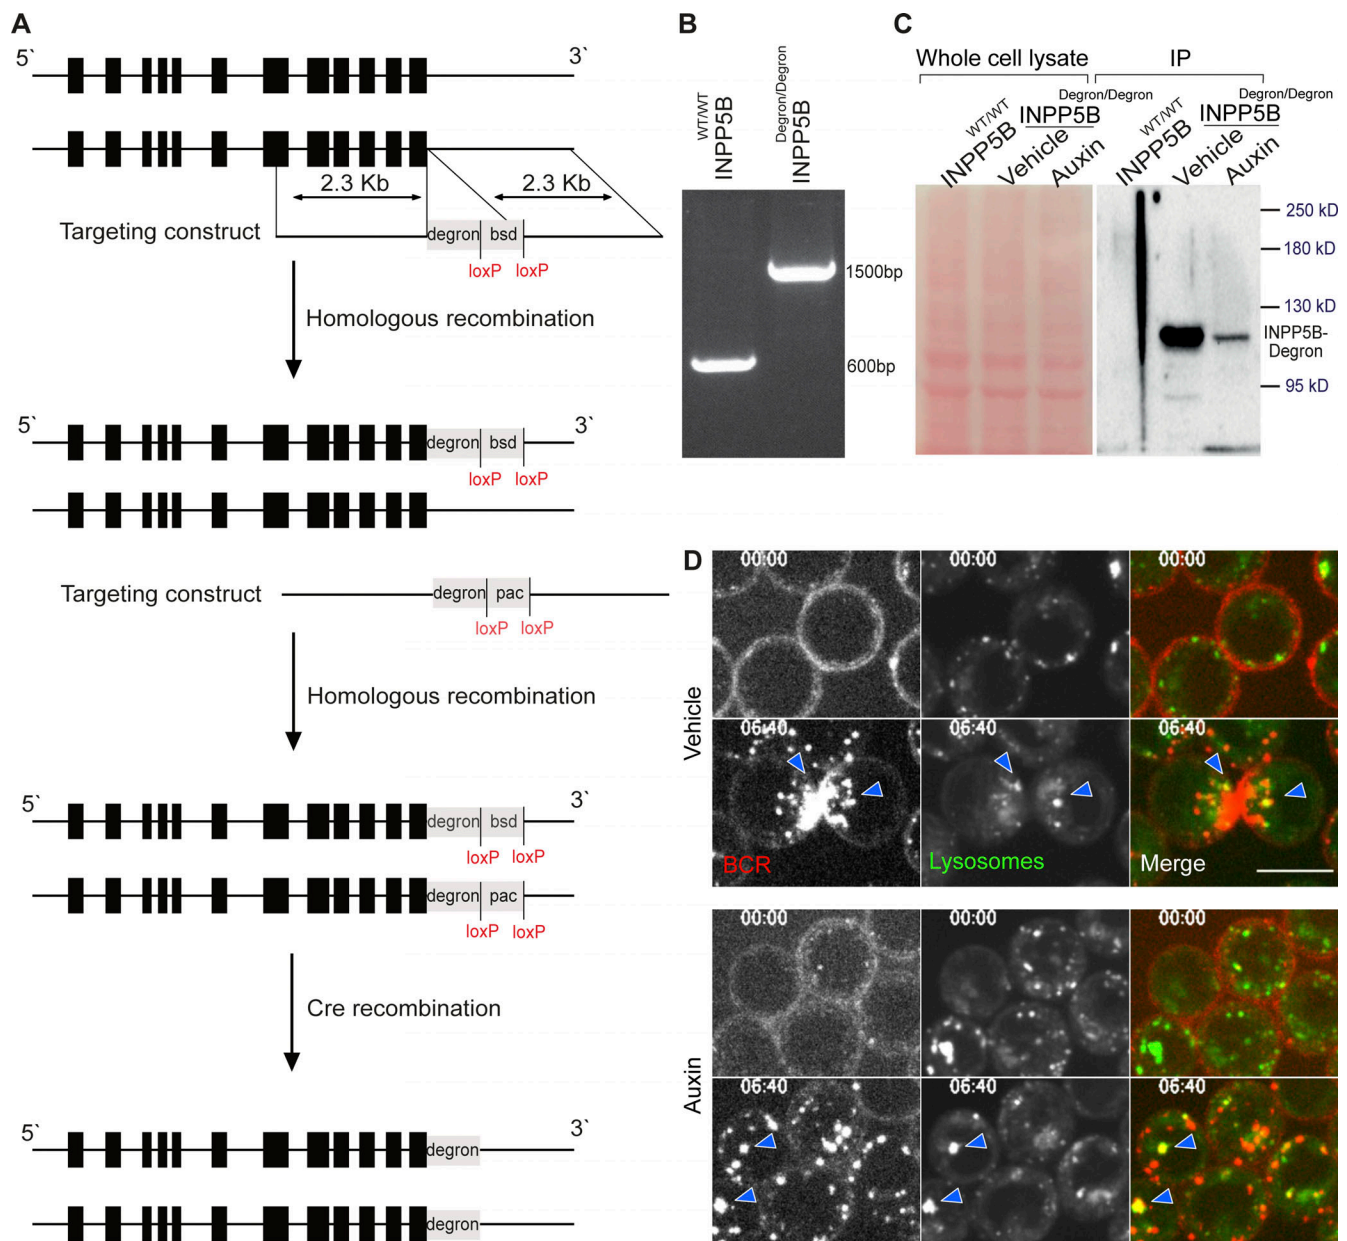 A
5` 3`
2.3 Kb 2.3 Kb
Targeting construct degron bsd
loxP loxP
Homologous recombination
5` 3`
degron bsd
loxP loxP
Targeting construct degron pac
loxP loxP
Homologous recombination
5` 3`
degron bsd
loxP loxP
degron pac
loxP loxP
Cre recombination
5` 3`
degron
degron
B
INPP5B WT/WT
INPP5B Degron/Degron
1500bp
600bp
C
Whole cell lysate IP
INPP5B WT/WT
INPP5B Degron/Degron
Vehicle
Auxin
INPP5B WT/WT
INPP5B Degron/Degron
Vehicle
Auxin
250 kD
180 kD
130 kD
INPP5B-
Degron
95 kD
D
Vehicle
00:00 00:00 00:00
06:40 06:40 06:40
BCR Lysosomes Merge
Auxin
00:00 00:00 00:00
06:40 06:40 06:40